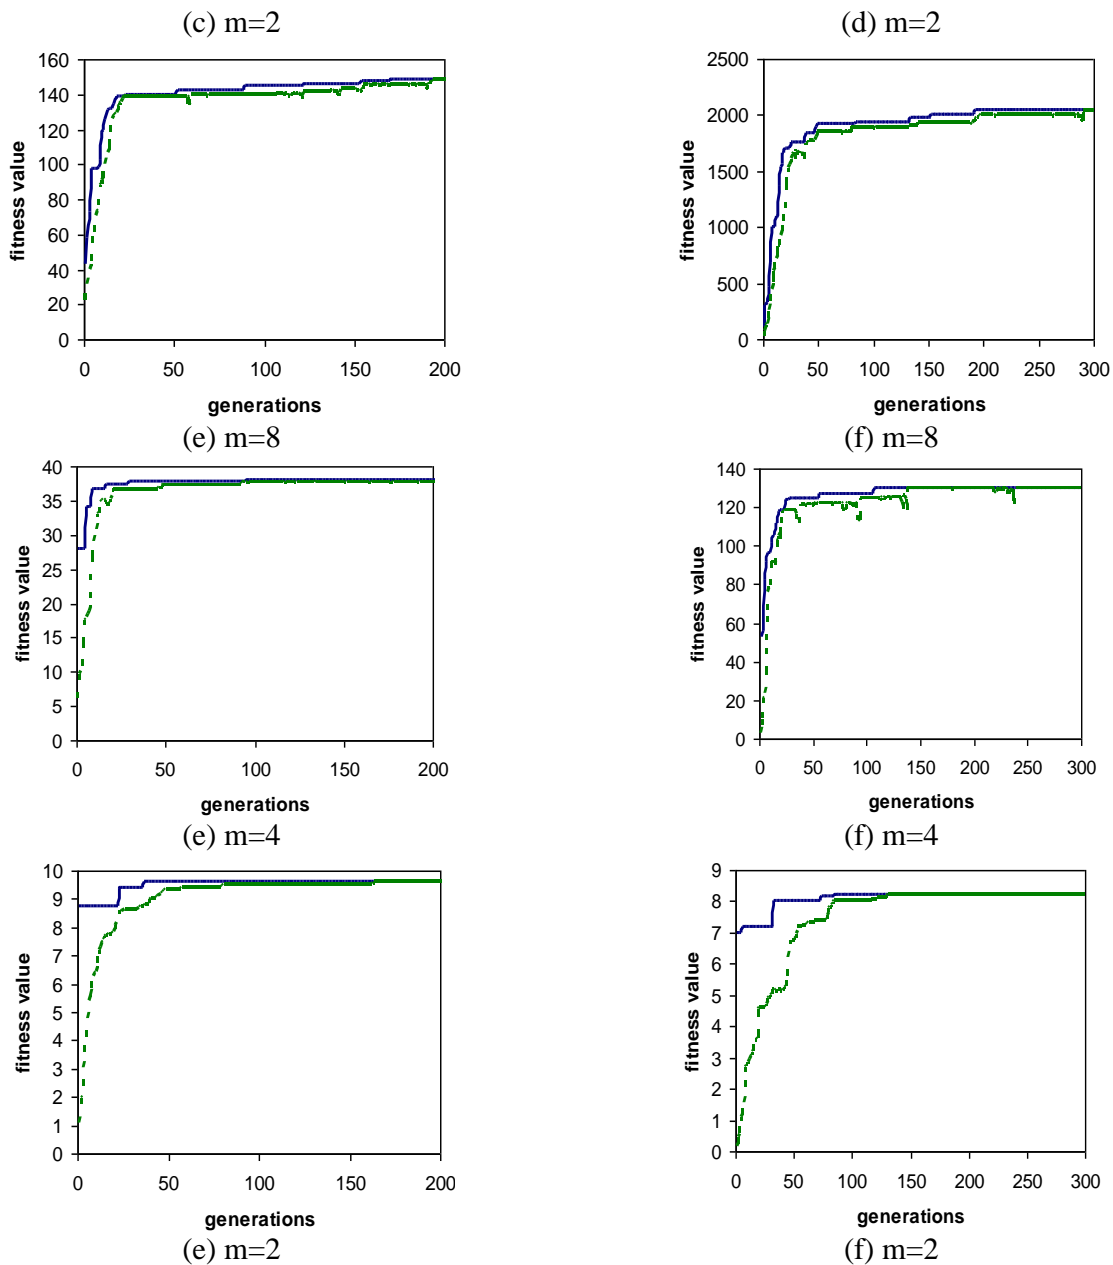 (c) m=2
(d) m=2
160
140
120
100
80
60
40
20
0
fitness value
0 50 100 150 200
generations
(e) m=8
2500
2000
1500
1000
500
0
fitness value
0 50 100 150 200 250 300
generations
(f) m=8
40
35
30
25
20
15
10
5
0
fitness value
0 50 100 150 200
generations
(e) m=4
140
120
100
80
60
40
20
0
fitness value
0 50 100 150 200 250 300
generations
(f) m=4
10
9
8
7
6
5
4
3
2
1
0
fitness value
0 50 100 150 200
generations
(e) m=2
9
8
7
6
5
4
3
2
1
0
fitness value
0 50 100 150 200 250 300
generations
(f) m=2